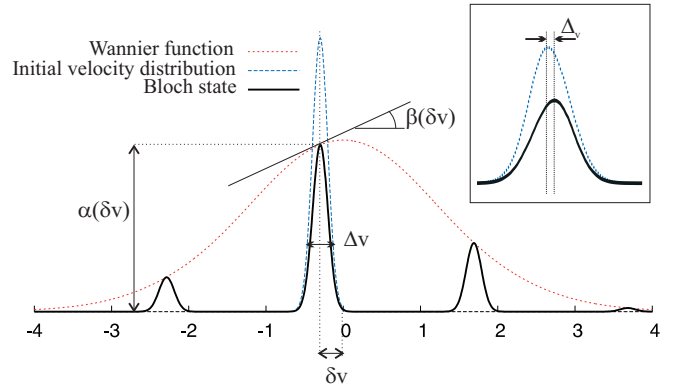 Wannier function
Initial velocity distribution
Bloch state
Δᵥ
β(δv)
α(δv)
Δv
-4 -3 -2 -1 0 1 2 3 4
δv